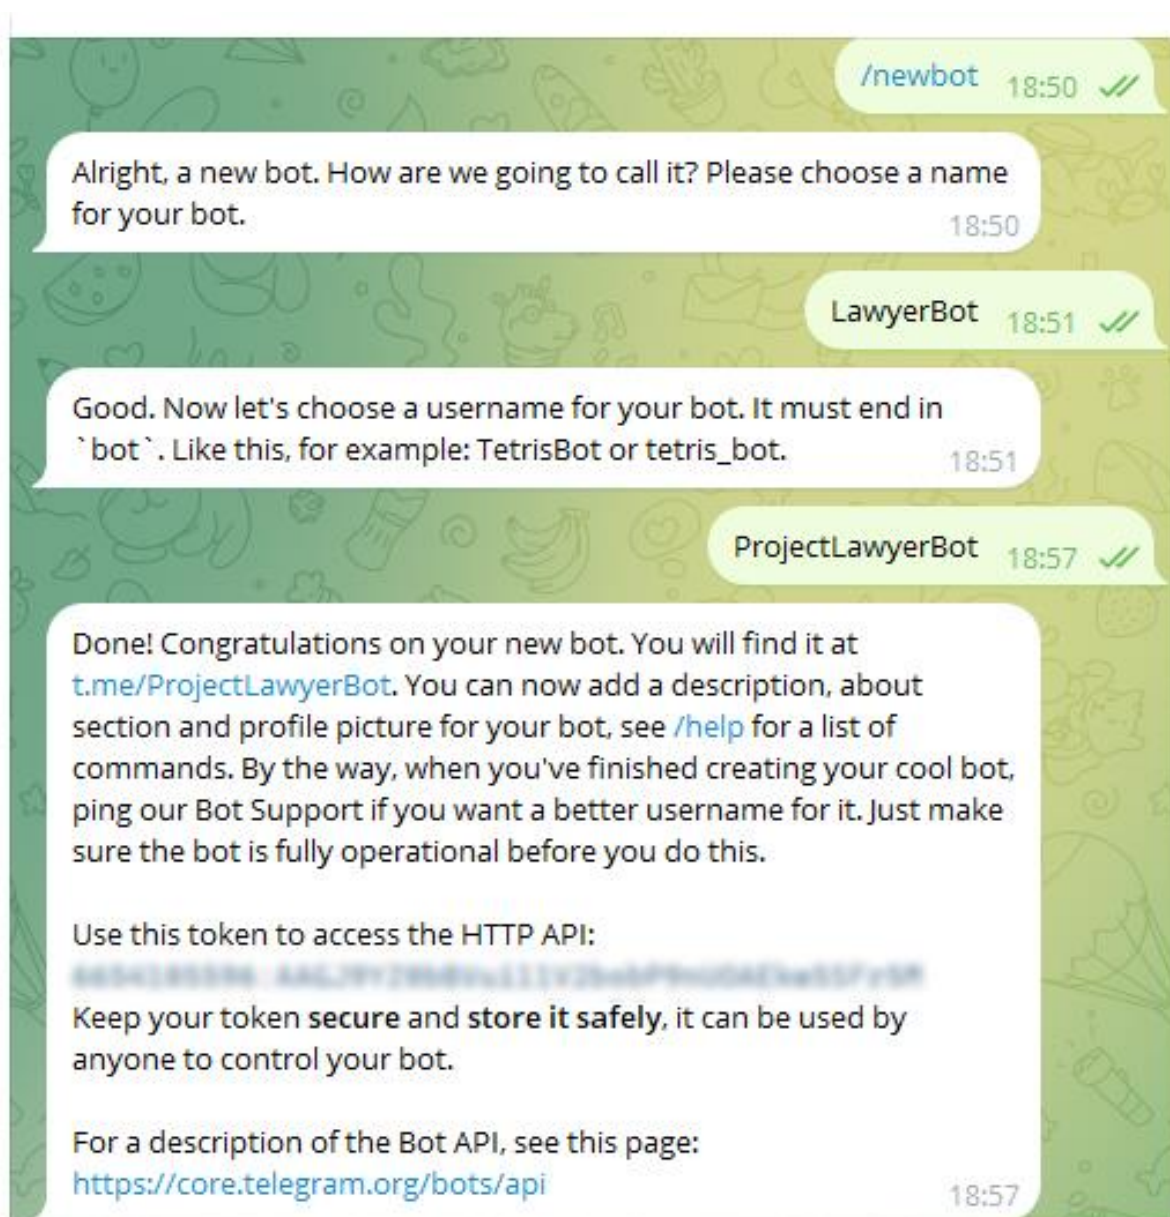 /newbot 18:50
Alright, a new bot. How are we going to call it? Please choose a name
for your bot.
18:50
LawyerBot 18:51
Good. Now let's choose a username for your bot. It must end in
`bot`. Like this, for example: TetrisBot or tetris_bot.
18:51
ProjectLawyerBot 18:57
Done! Congratulations on your new bot. You will find it at
t.me/ProjectLawyerBot. You can now add a description, about
section and profile picture for your bot, see /help for a list of
commands. By the way, when you've finished creating your cool bot,
ping our Bot Support if you want a better username for it. Just make
sure the bot is fully operational before you do this.
Use this token to access the HTTP API:
Keep your token secure and store it safely, it can be used by
anyone to control your bot.
For a description of the Bot API, see this page:
https://core.telegram.org/bots/api
18:57